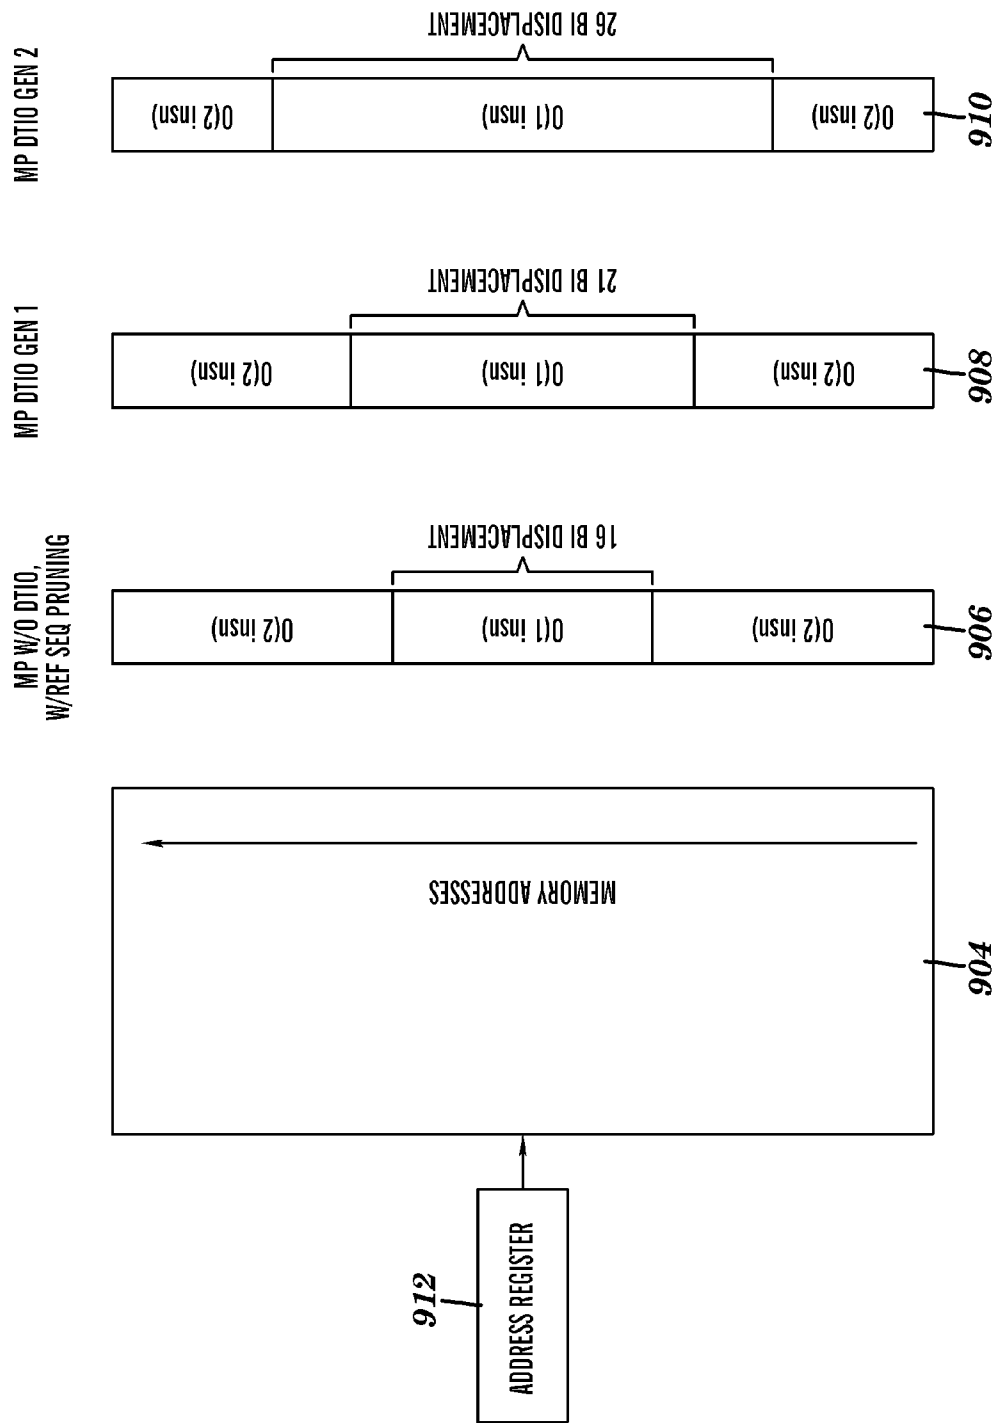 MP W/O DTIO,
W/REF SEQ PRUNING
MP DTIO GEN 1
MP DTIO GEN 2
ADDRESS REGISTER
912
MEMORY ADDRESSES
904
O(2 insn)
O(1 insn)
O(2 insn)
16 BI DISPLACEMENT
906
O(2 insn)
O(1 insn)
O(2 insn)
21 BI DISPLACEMENT
908
O(2 insn)
O(1 insn)
O(2 insn)
26 BI DISPLACEMENT
910